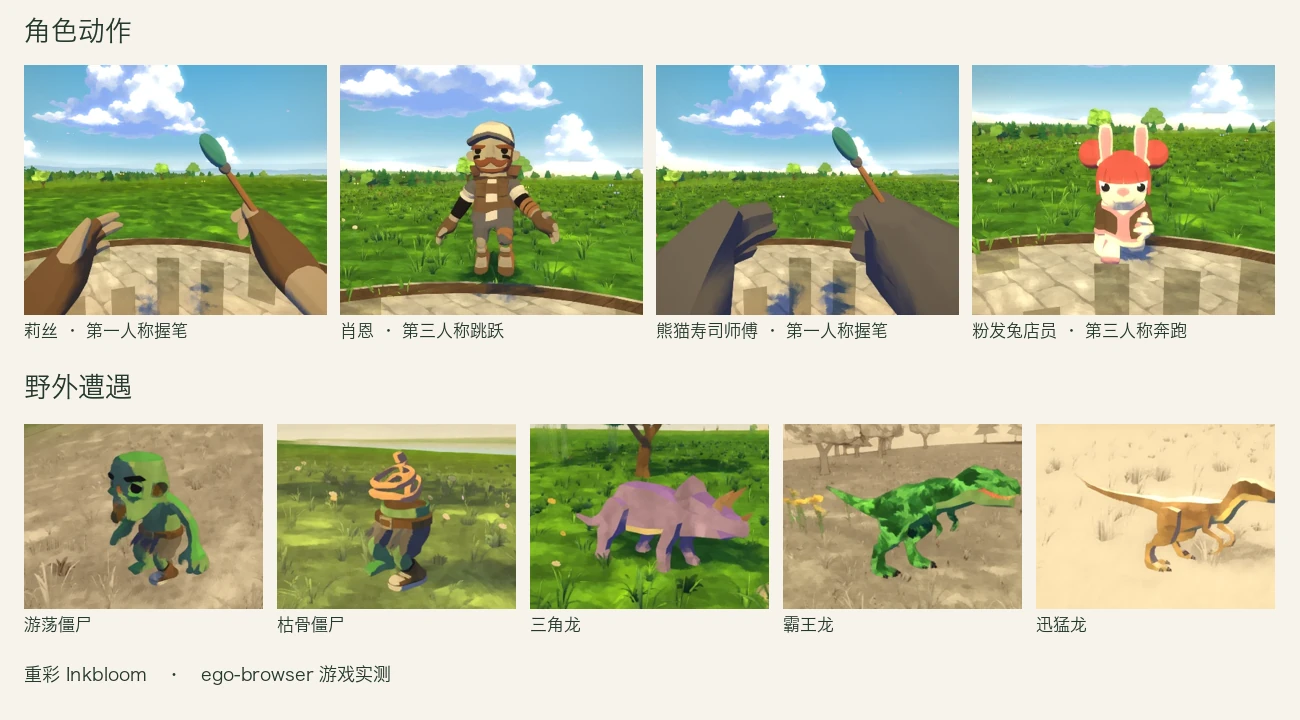 角色动作
莉丝 · 第一人称握笔
肖恩 · 第三人称跳跃
熊猫寿司师傅 · 第一人称握笔
粉发兔店员 · 第三人称奔跑
野外遭遇
游荡僵尸
枯骨僵尸
三角龙
霸王龙
迅猛龙
重彩 Inkbloom · ego-browser 游戏实测